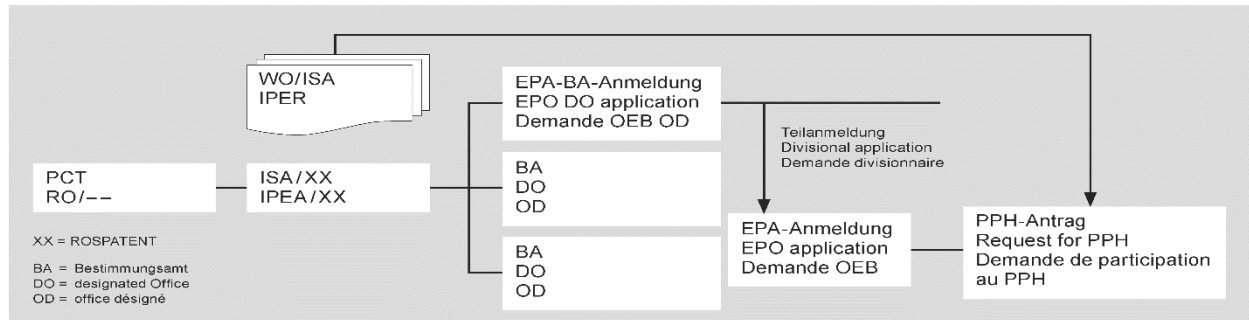 WO/ISA
IPER
EPA-BA-Anmeldung
EPO DO application
Demande OEB OD
Teilanmeldung
Divisional application
Demande divisionnaire
PCT
RO/––
ISA/XX
IPEA/XX
BA
DO
OD
XX = ROSPATENT
BA = Bestimmungsamt
DO = designated Office
OD = office désigné
BA
DO
OD
EPA-Anmeldung
EPO application
Demande OEB
PPH-Antrag
Request for PPH
Demande de participation
au PPH